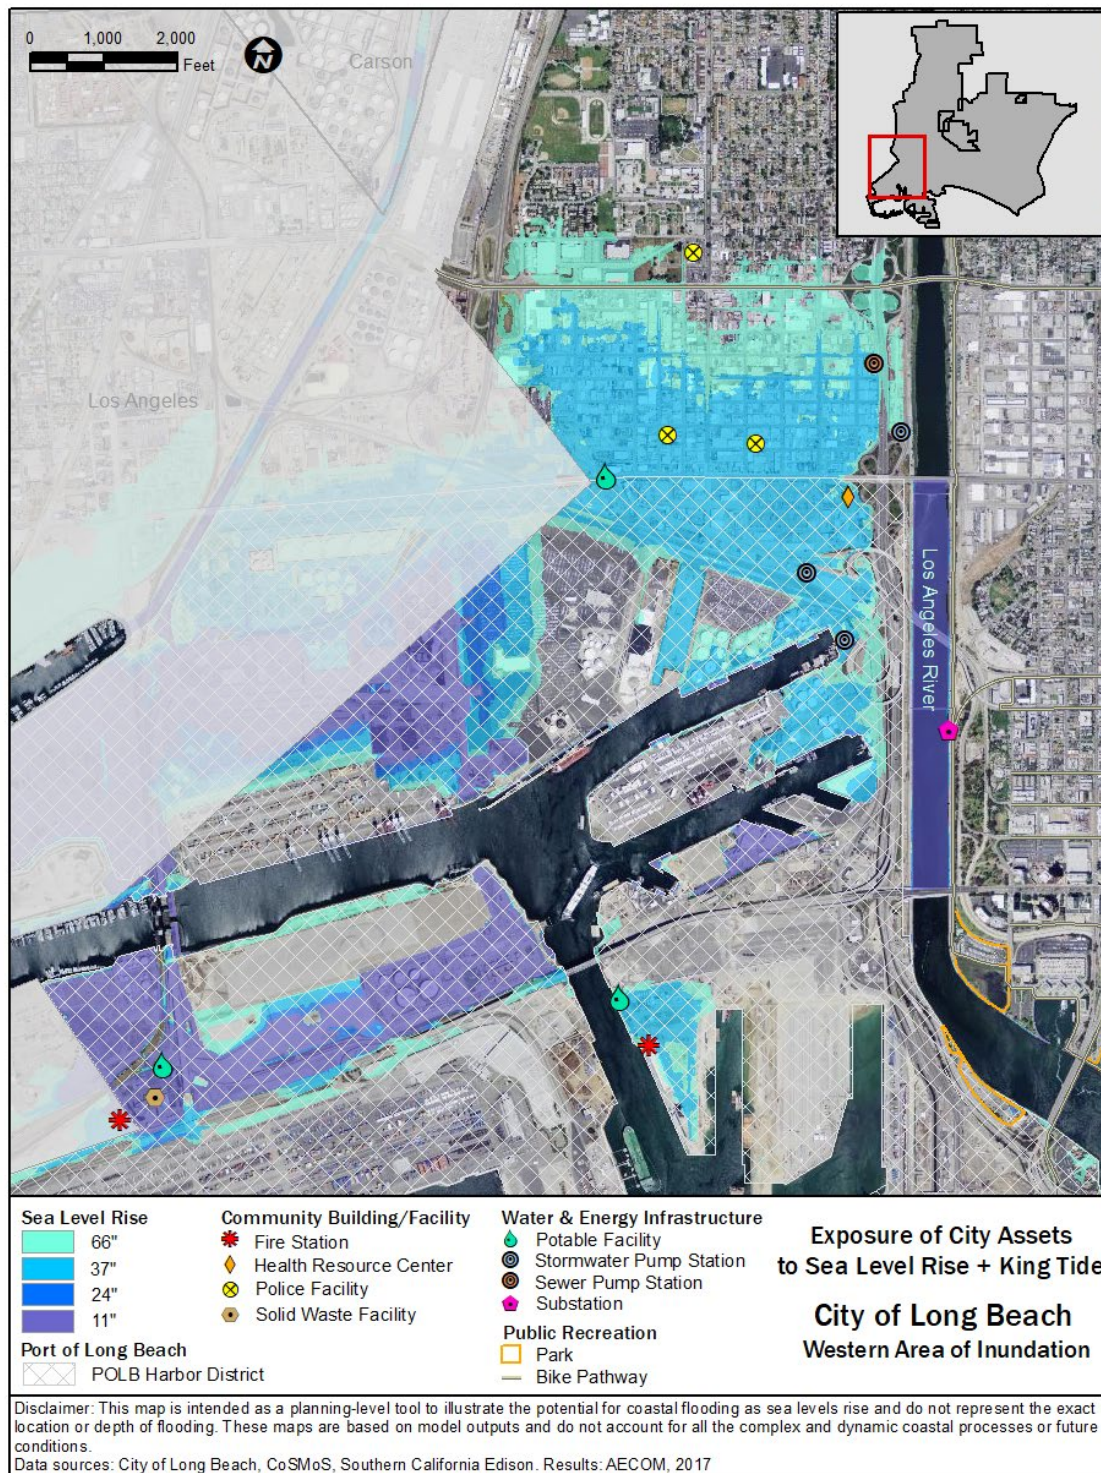 0 1,000 2,000
Feet
N
Carson
Los Angeles
Los Angeles River
Sea Level Rise
66"
37"
24"
11"
Port of Long Beach
POLB Harbor District
Community Building/Facility
Fire Station
Health Resource Center
Police Facility
Solid Waste Facility
Water & Energy Infrastructure
Potable Facility
Stormwater Pump Station
Sewer Pump Station
Substation
Public Recreation
Park
Bike Pathway
Exposure of City Assets
to Sea Level Rise + King Tide
City of Long Beach
Western Area of Inundation
Disclaimer: This map is intended as a planning-level tool to illustrate the potential for coastal flooding as sea levels rise and do not represent the exact
location or depth of flooding. These maps are based on model outputs and do not account for all the complex and dynamic coastal processes or future
conditions.
Data sources: City of Long Beach, CoSMoS, Southern California Edison. Results: AECOM, 2017